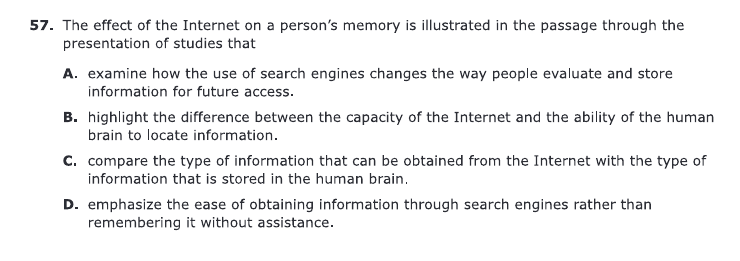 57. The effect of the Internet on a person's memory is illustrated in the passage through the
presentation of studies that
A. examine how the use of search engines changes the way people evaluate and store
information for future access.
B. highlight the difference between the capacity of the Internet and the ability of the human
brain to locate information.
C. compare the type of information that can be obtained from the Internet with the type of
information that is stored in the human brain.
D. emphasize the ease of obtaining information through search engines rather than
remembering it without assistance.